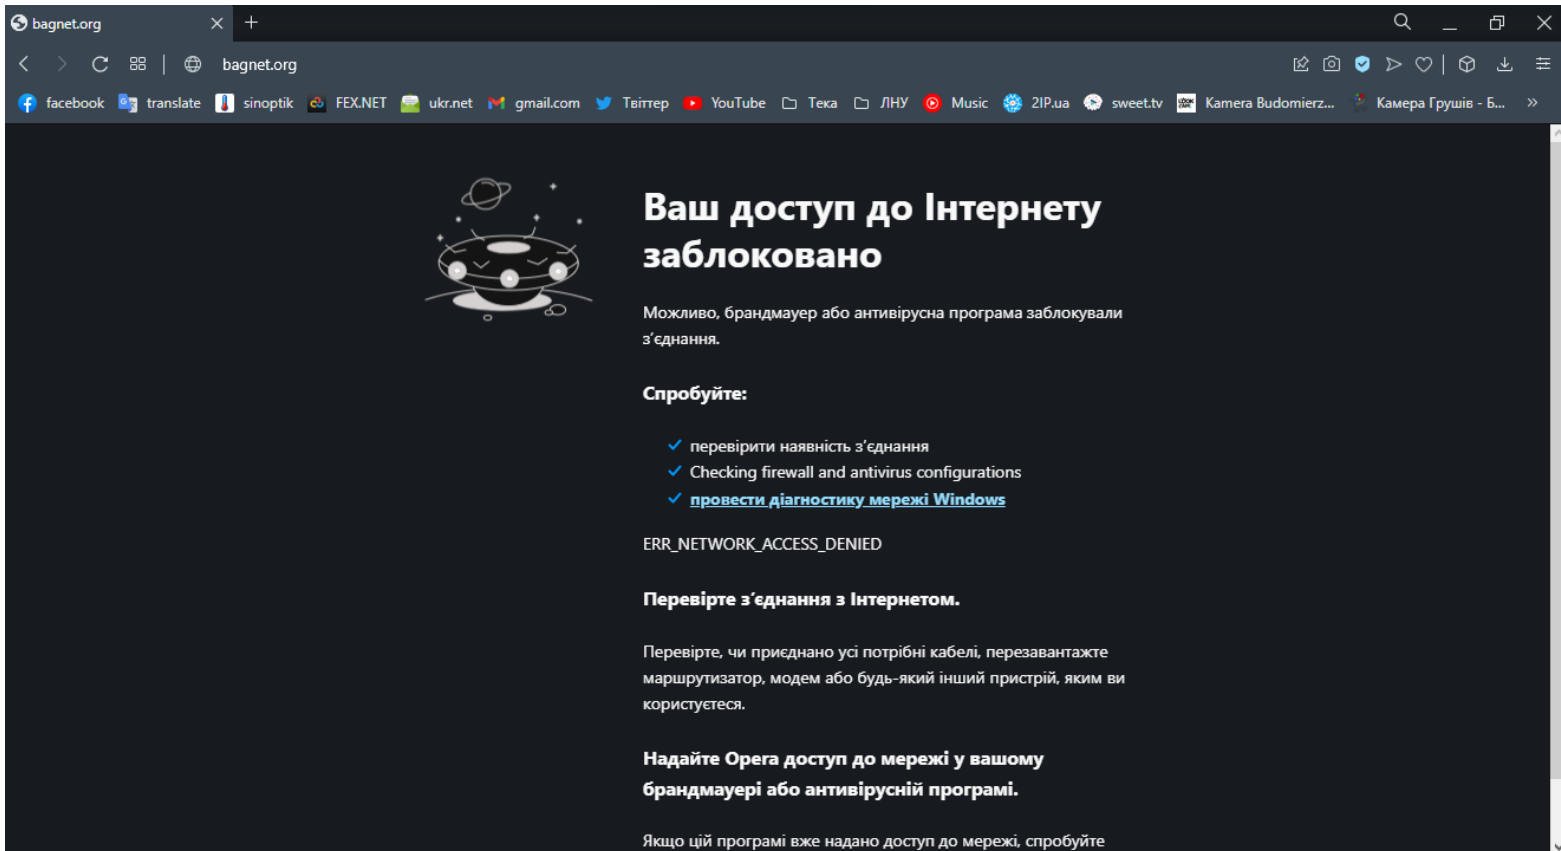 bagnet.org
bagnet.org
facebook translate sinoptik FEX.NET ukr.net gmail.com Твіттер YouTube Тека ЛНУ Music 2IP.ua sweet.tv Kamera Budomierz... Камера Грушів - Б...
Ваш доступ до Інтернету
заблоковано
Можливо, брандмауер або антивірусна програма заблокували
з’єднання.
Спробуйте:
перевірити наявність з’єднання
Checking firewall and antivirus configurations
провести діагностику мережі Windows
ERR_NETWORK_ACCESS_DENIED
Перевірте з’єднання з Інтернетом.
Перевірте, чи приєднано усі потрібні кабелі, перезавантажте
маршрутизатор, модем або будь-який інший пристрій, яким ви
користуєтеся.
Надайте Opera доступ до мережі у вашому
брандмауері або антивірусній програмі.
Якщо цій програмі вже надано доступ до мережі, спробуйте